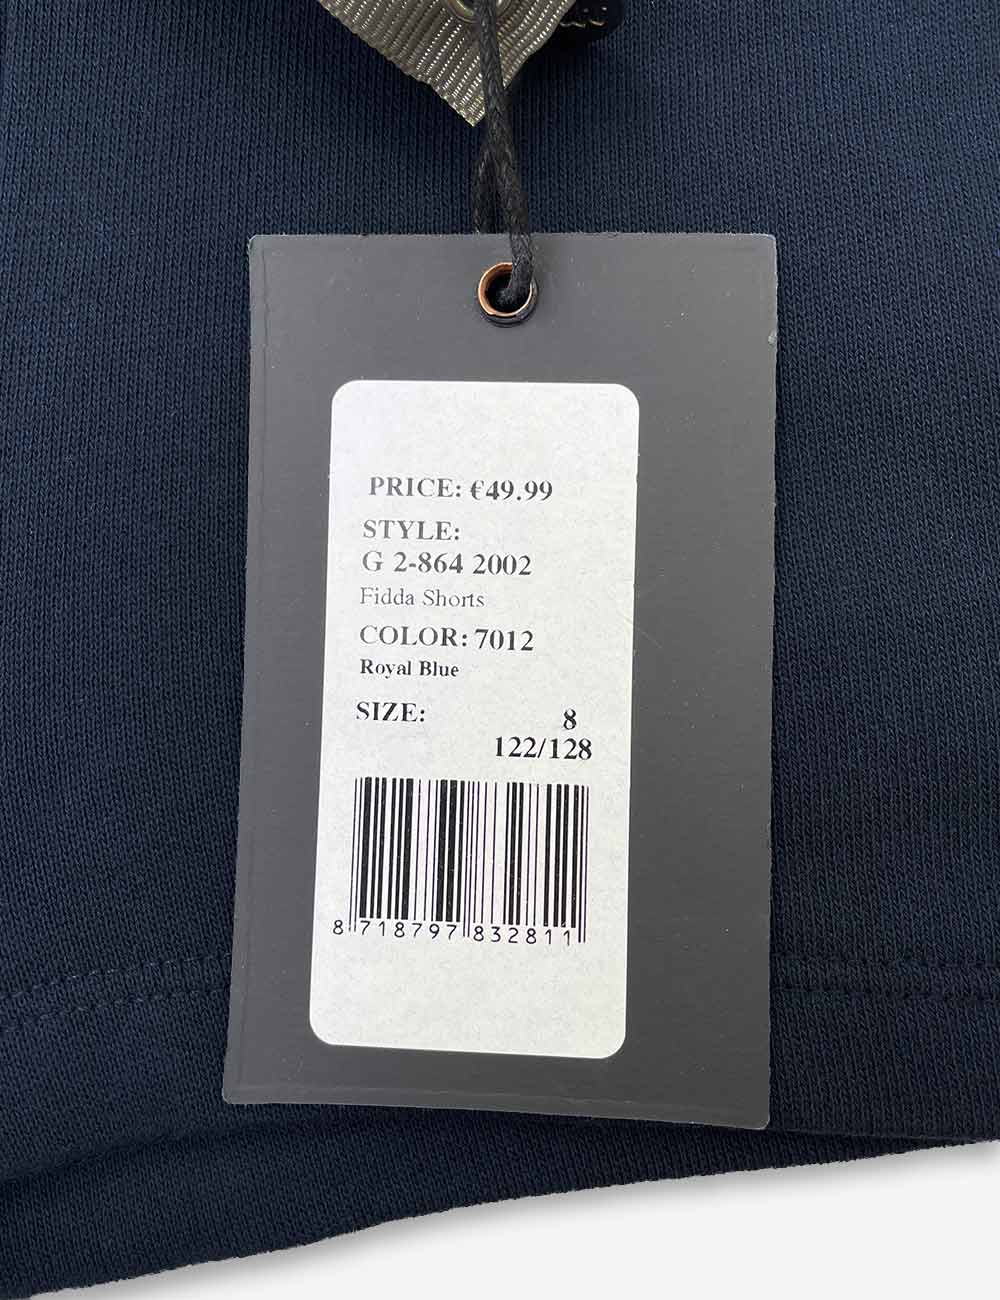 PRICE: €49.99
STYLE:
G 2-864 2002
Fidda Shorts
COLOR: 7012
Royal Blue
SIZE: 8
122/128
8 718797 832811